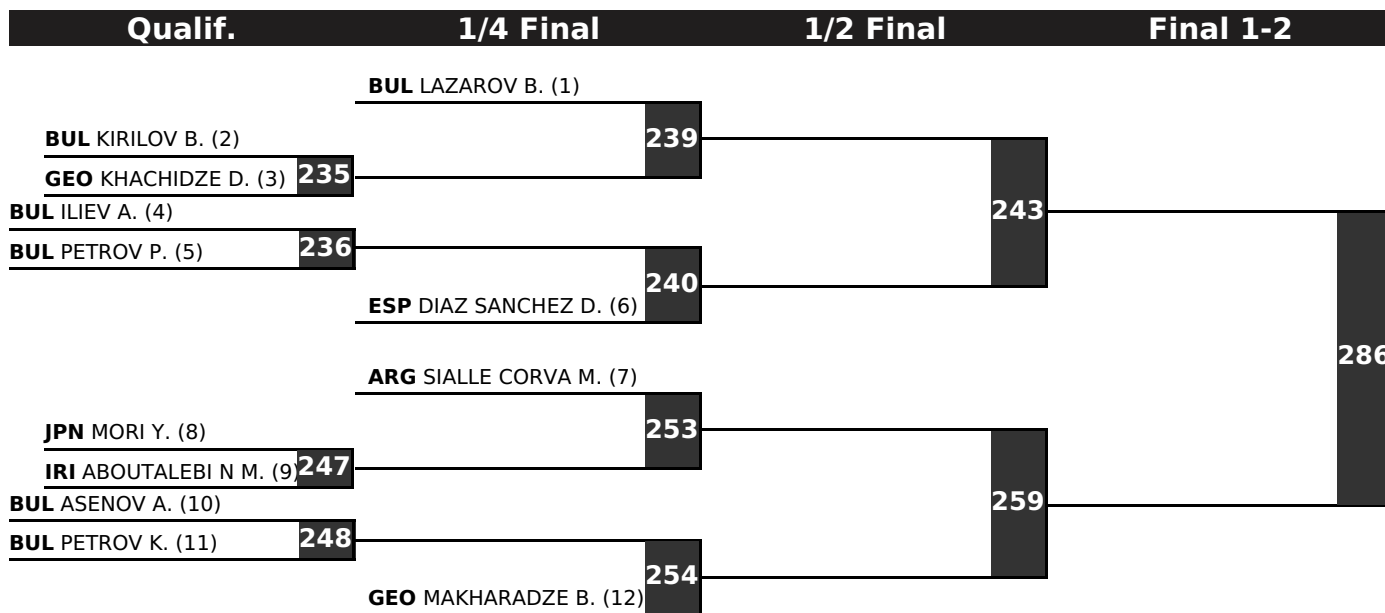 Qualif. 1/4 Final 1/2 Final Final 1-2
BUL LAZAROV B. (1)
239
BUL KIRILOV B. (2)
235
GEO KHACHIDZE D. (3)
BUL ILIEV A. (4)
243
236
BUL PETROV P. (5)
240
ESP DIAZ SANCHEZ D. (6)
286
ARG SIALLE CORVA M. (7)
253
JPN MORI Y. (8)
247
IRI ABOUTALEBI N M. (9)
BUL ASENOV A. (10)
259
248
BUL PETROV K. (11)
254
GEO MAKHARADZE B. (12)